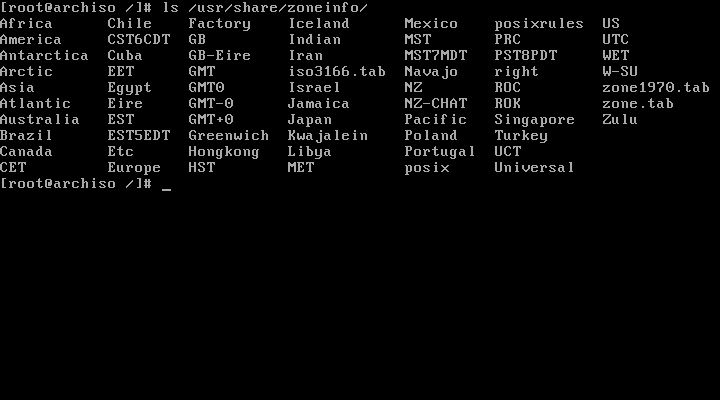 [root@archiso /]# ls /usr/share/zoneinfo/
Africa Chile Factory Iceland Mexico posixrules US
America CST6CDT GB Indian MST PRC UTC
Antarctica Cuba GB-Eire Iran MST7MDT PST8PDT WET
Arctic EET GMT iso3166.tab Navajo right W-SU
Asia Egypt GMT0 Israel NZ ROC zone1970.tab
Atlantic Eire GMT-0 Jamaica NZ-CHAT ROK zone.tab
Australia EST GMT+0 Japan Pacific Singapore Zulu
Brazil EST5EDT Greenwich Kwajalein Poland Turkey
Canada Etc Hongkong Libya Portugal UCT
CET Europe HST MET posix Universal
[root@archiso /]# _